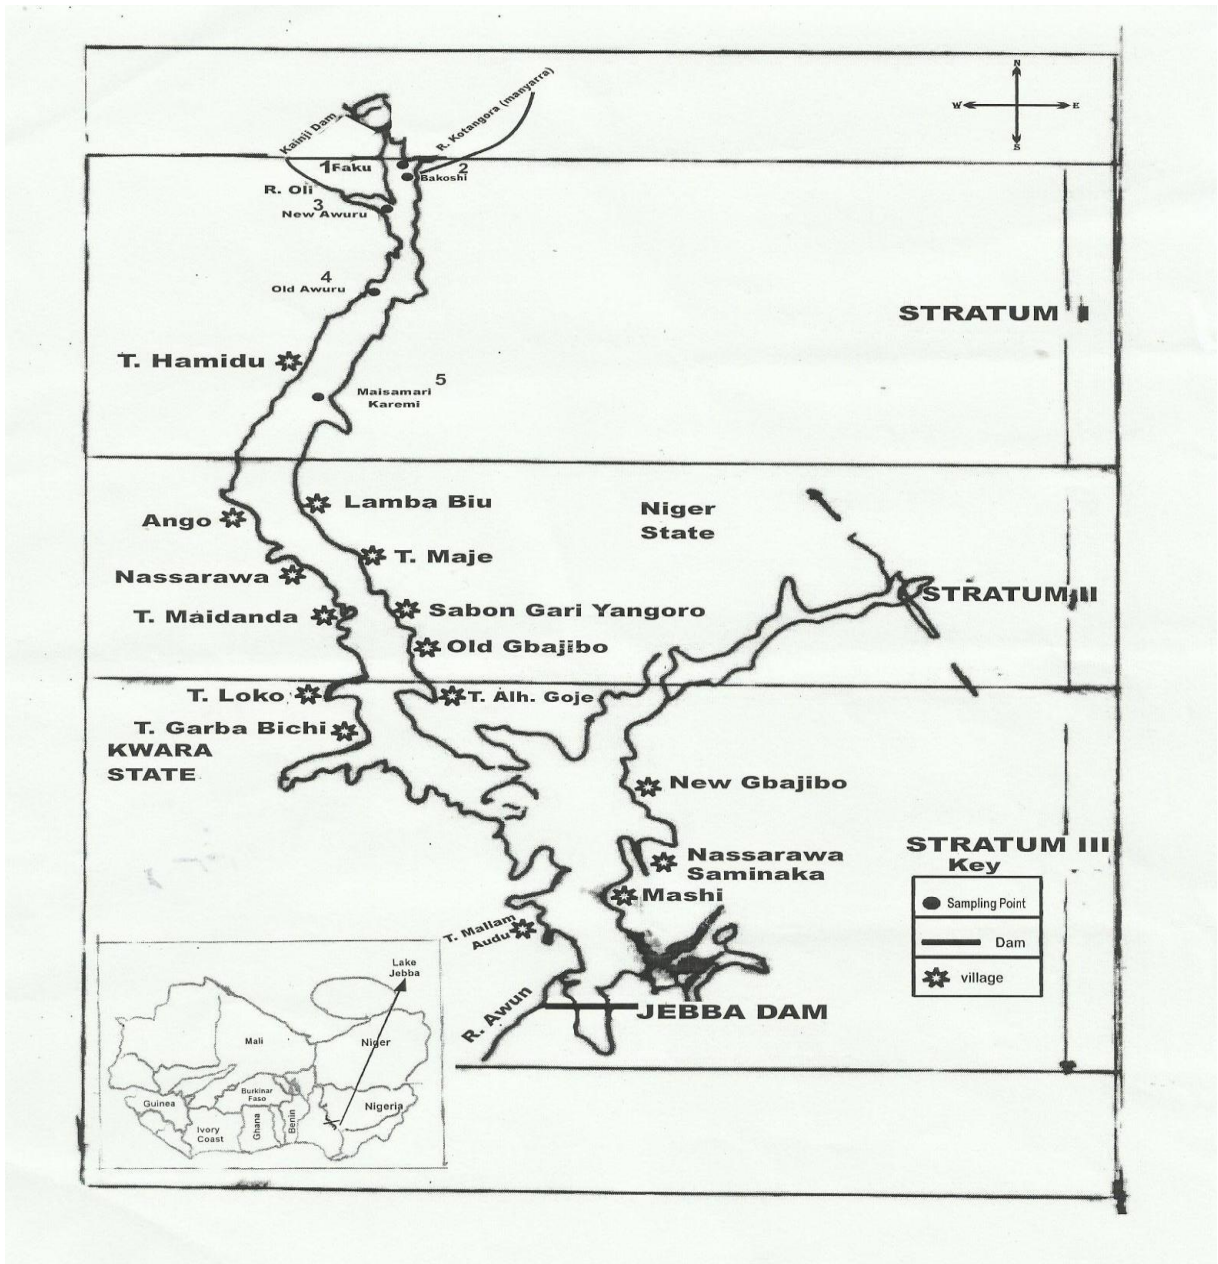 N
W E
S
Kainji Dam
R. Kotangora (manyarra)
1 Faku
2
Bakoshi
R. Oli
3
New Awuru
4
Old Awuru
STRATUM I
T. Hamidu
5
Maisamari
Karemi
Lamba Biu
Ango
Niger
State
T. Maje
Nassarawa
STRATUM II
T. Maidanda
Sabon Gari Yangoro
Old Gbajibo
T. Loko
T. Alh. Goje
T. Garba Bichi
KWARA
STATE
New Gbajibo
STRATUM III
Nassarawa
Saminaka
Key
Mashi
Sampling Point
T. Mallam
Audu
Dam
village
R. Awun
JEBBA DAM
Lake
Jebba
Mali
Niger
Burkinar
Faso
Guinea
Nigeria
Ivory
Coast
Ghana
Benin